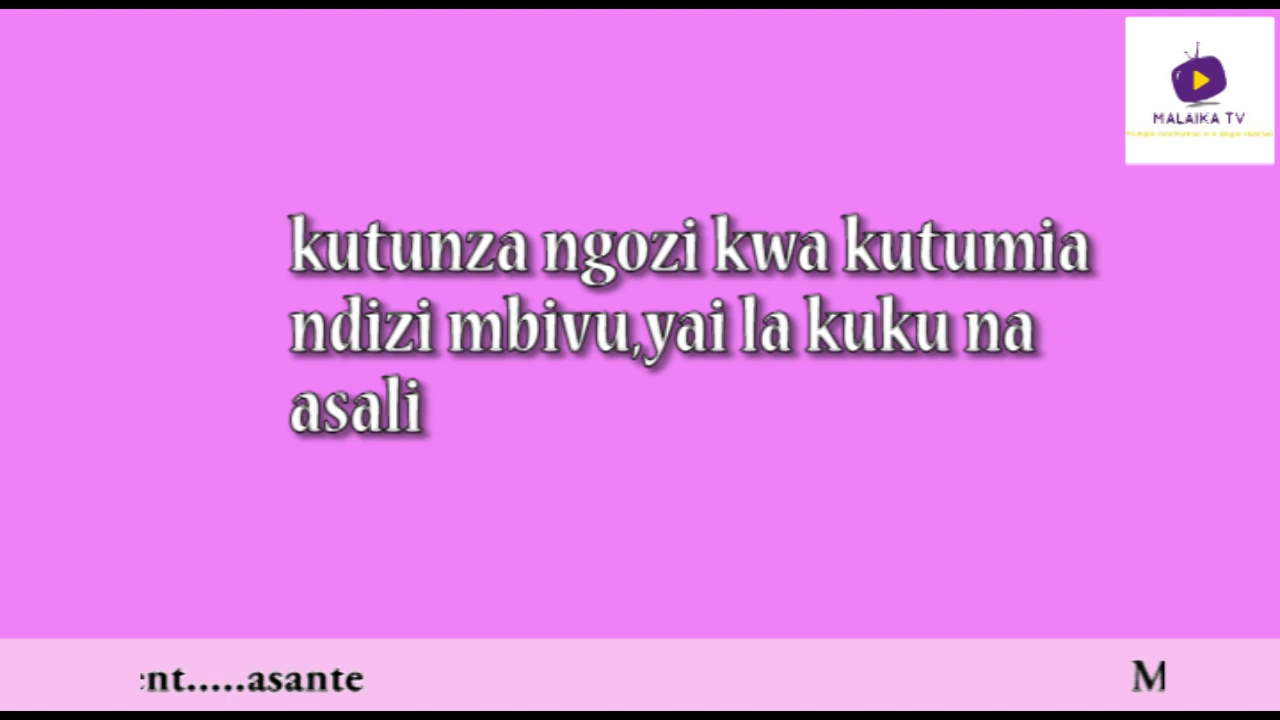 MALAIKA TV
kutunza ngozi kwa kutumia
ndizi mbivu,yai la kuku na
asali
nt.....asante
M